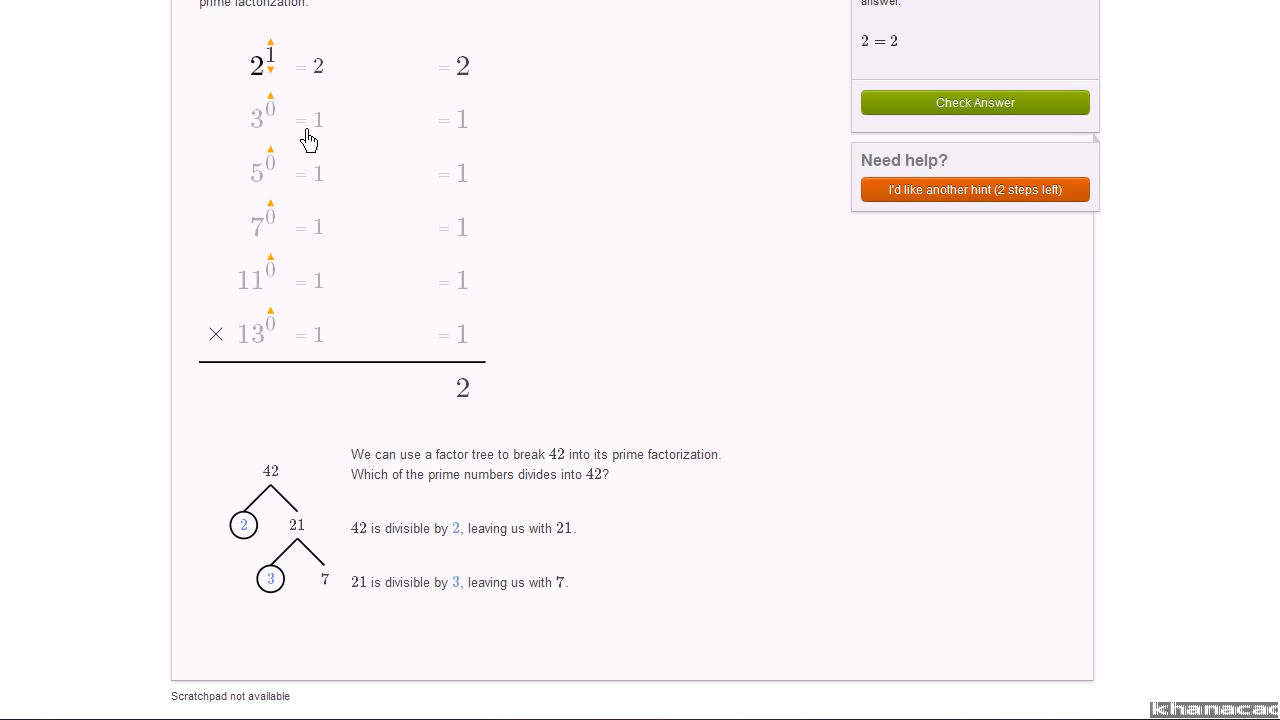 prime factorization.
answer.
2 = 2
2^1 = 2 = 2
3^0 = 1 = 1
Check Answer
Need help?
5^0 = 1 = 1
I'd like another hint (2 steps left)
7^0 = 1 = 1
11^0 = 1 = 1
× 13^0 = 1 = 1
2
We can use a factor tree to break 42 into its prime factorization.
Which of the prime numbers divides into 42?
42
2 21
42 is divisible by 2, leaving us with 21.
3 7
21 is divisible by 3, leaving us with 7.
Scratchpad not available
khanacad